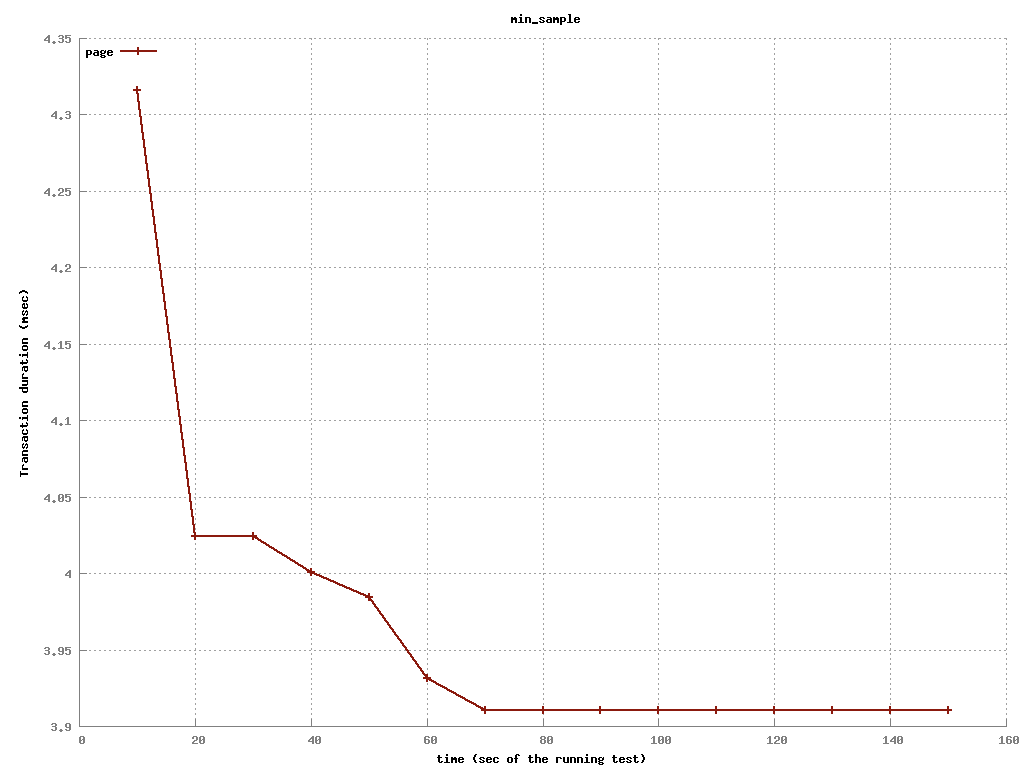 min_sample
page
4.35
4.3
4.25
4.2
4.15
4.1
4.05
4
3.95
3.9
Transaction duration (msec)
0 20 40 60 80 100 120 140 160
time (sec of the running test)